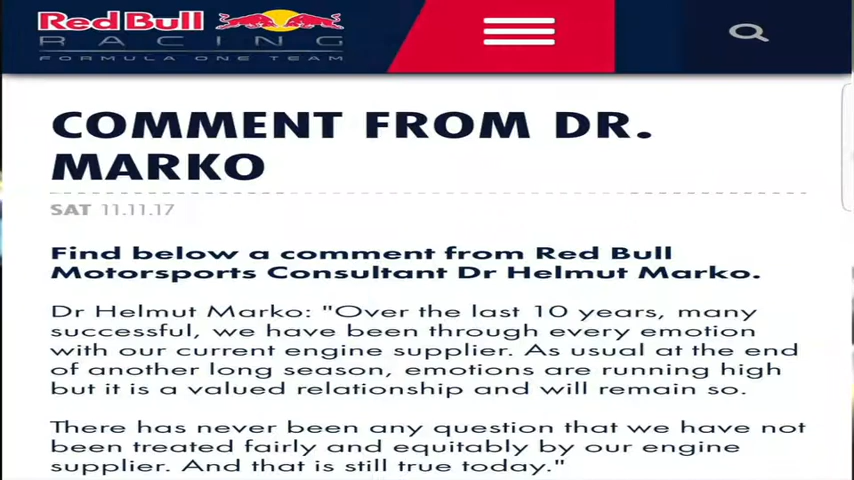 Red Bull
RACING
FORMULA ONE TEAM
COMMENT FROM DR.
MARKO
SAT 11.11.17
Find below a comment from Red Bull
Motorsports Consultant Dr Helmut Marko.
Dr Helmut Marko: "Over the last 10 years, many
successful, we have been through every emotion
with our current engine supplier. As usual at the end
of another long season, emotions are running high
but it is a valued relationship and will remain so.
There has never been any question that we have not
been treated fairly and equitably by our engine
supplier. And that is still true today."